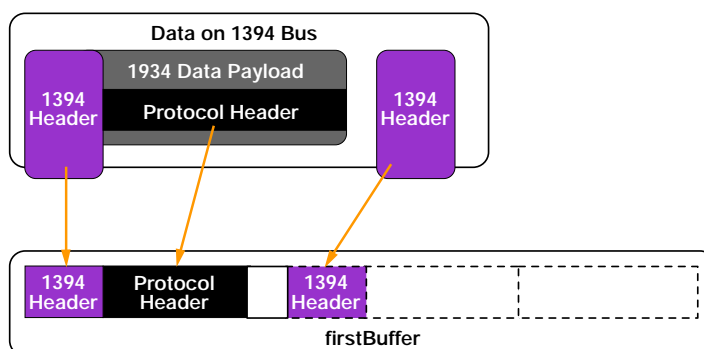 Data on 1394 Bus
1934 Data Payload
1394
Header
Protocol Header
1394
Header
1394
Header
Protocol
Header
1394
Header
firstBuffer